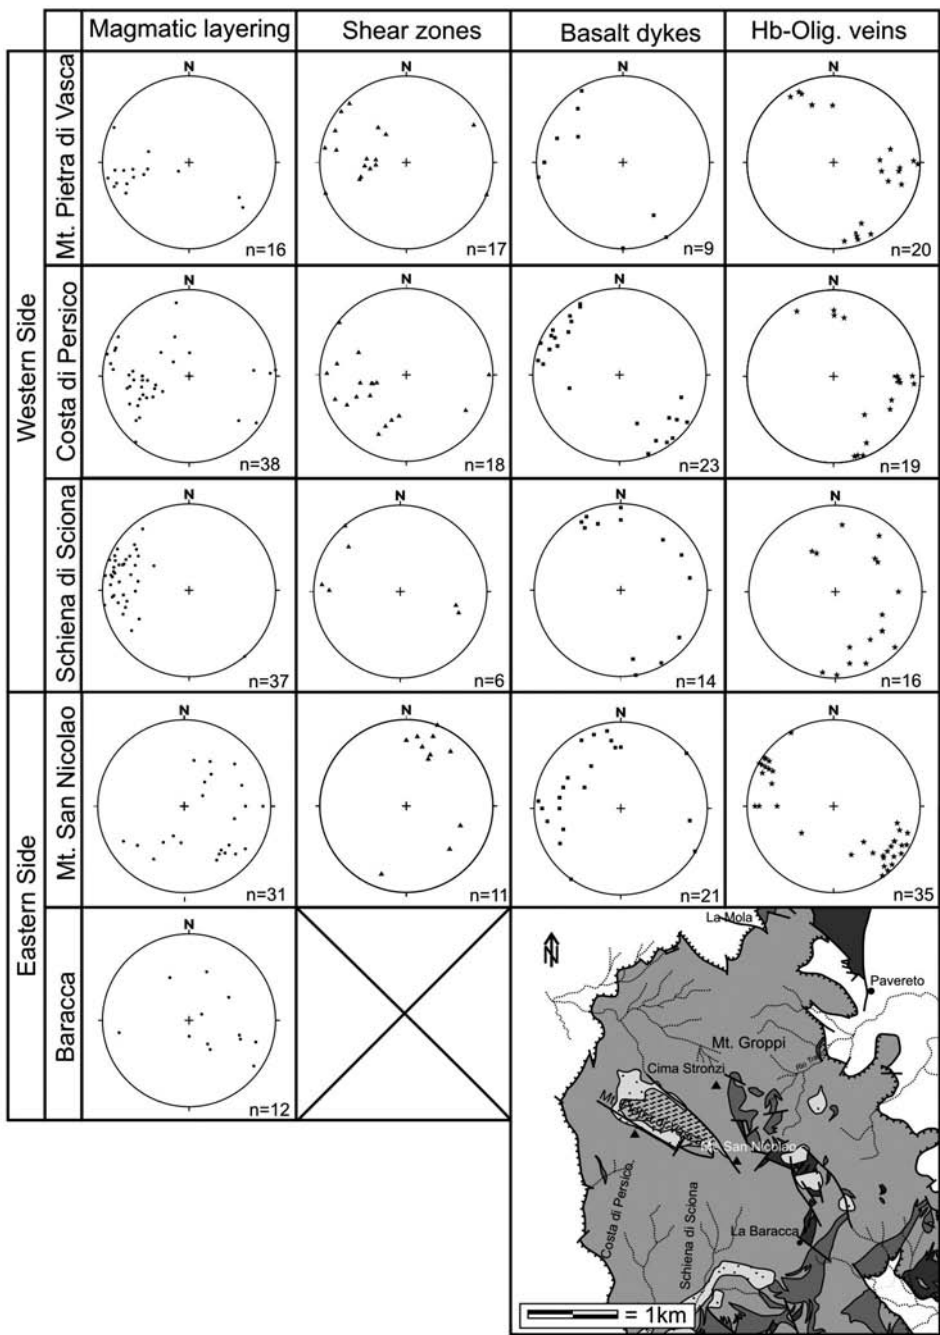 Magmatic layering Shear zones Basalt dykes Hb-Olig. veins
Western Side
Mt. Pietra di Vasca
N N N N
n=16 n=17 n=9 n=20
Costa di Persico
N N N N
n=38 n=18 n=23 n=19
Schiena di Sciona
N N N N
n=37 n=6 n=14 n=16
Eastern Side
Mt. San Nicolao
N N N N
n=31 n=11 n=21 n=35
Baracca
N
n=12
La Mola
N
Pavereto
Mt. Groppi
Cima Stronzi
San Nicolao
Costa di Persico
Schiena di Sciona
La Baracca
= 1km